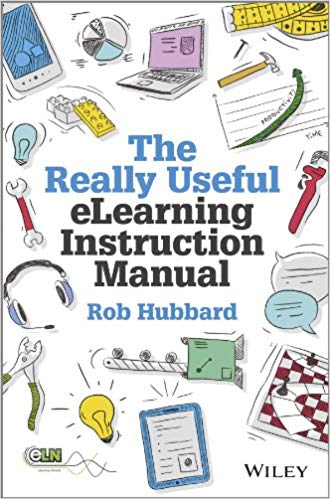 PRODUCTIVITY
TIME
The
Really Useful
eLearning
Instruction
Manual
Rob Hubbard
eLN
WILEY